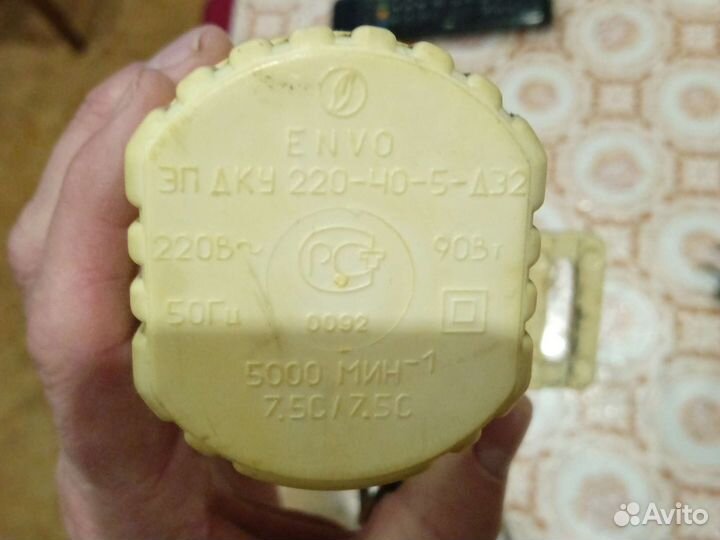 ENVO
ЭП ДКУ 220-40-5-Д32
220В~
РСТ
90Вт
50Гц
0092
5000 МИН-1
7,5С/7,5С
Avito